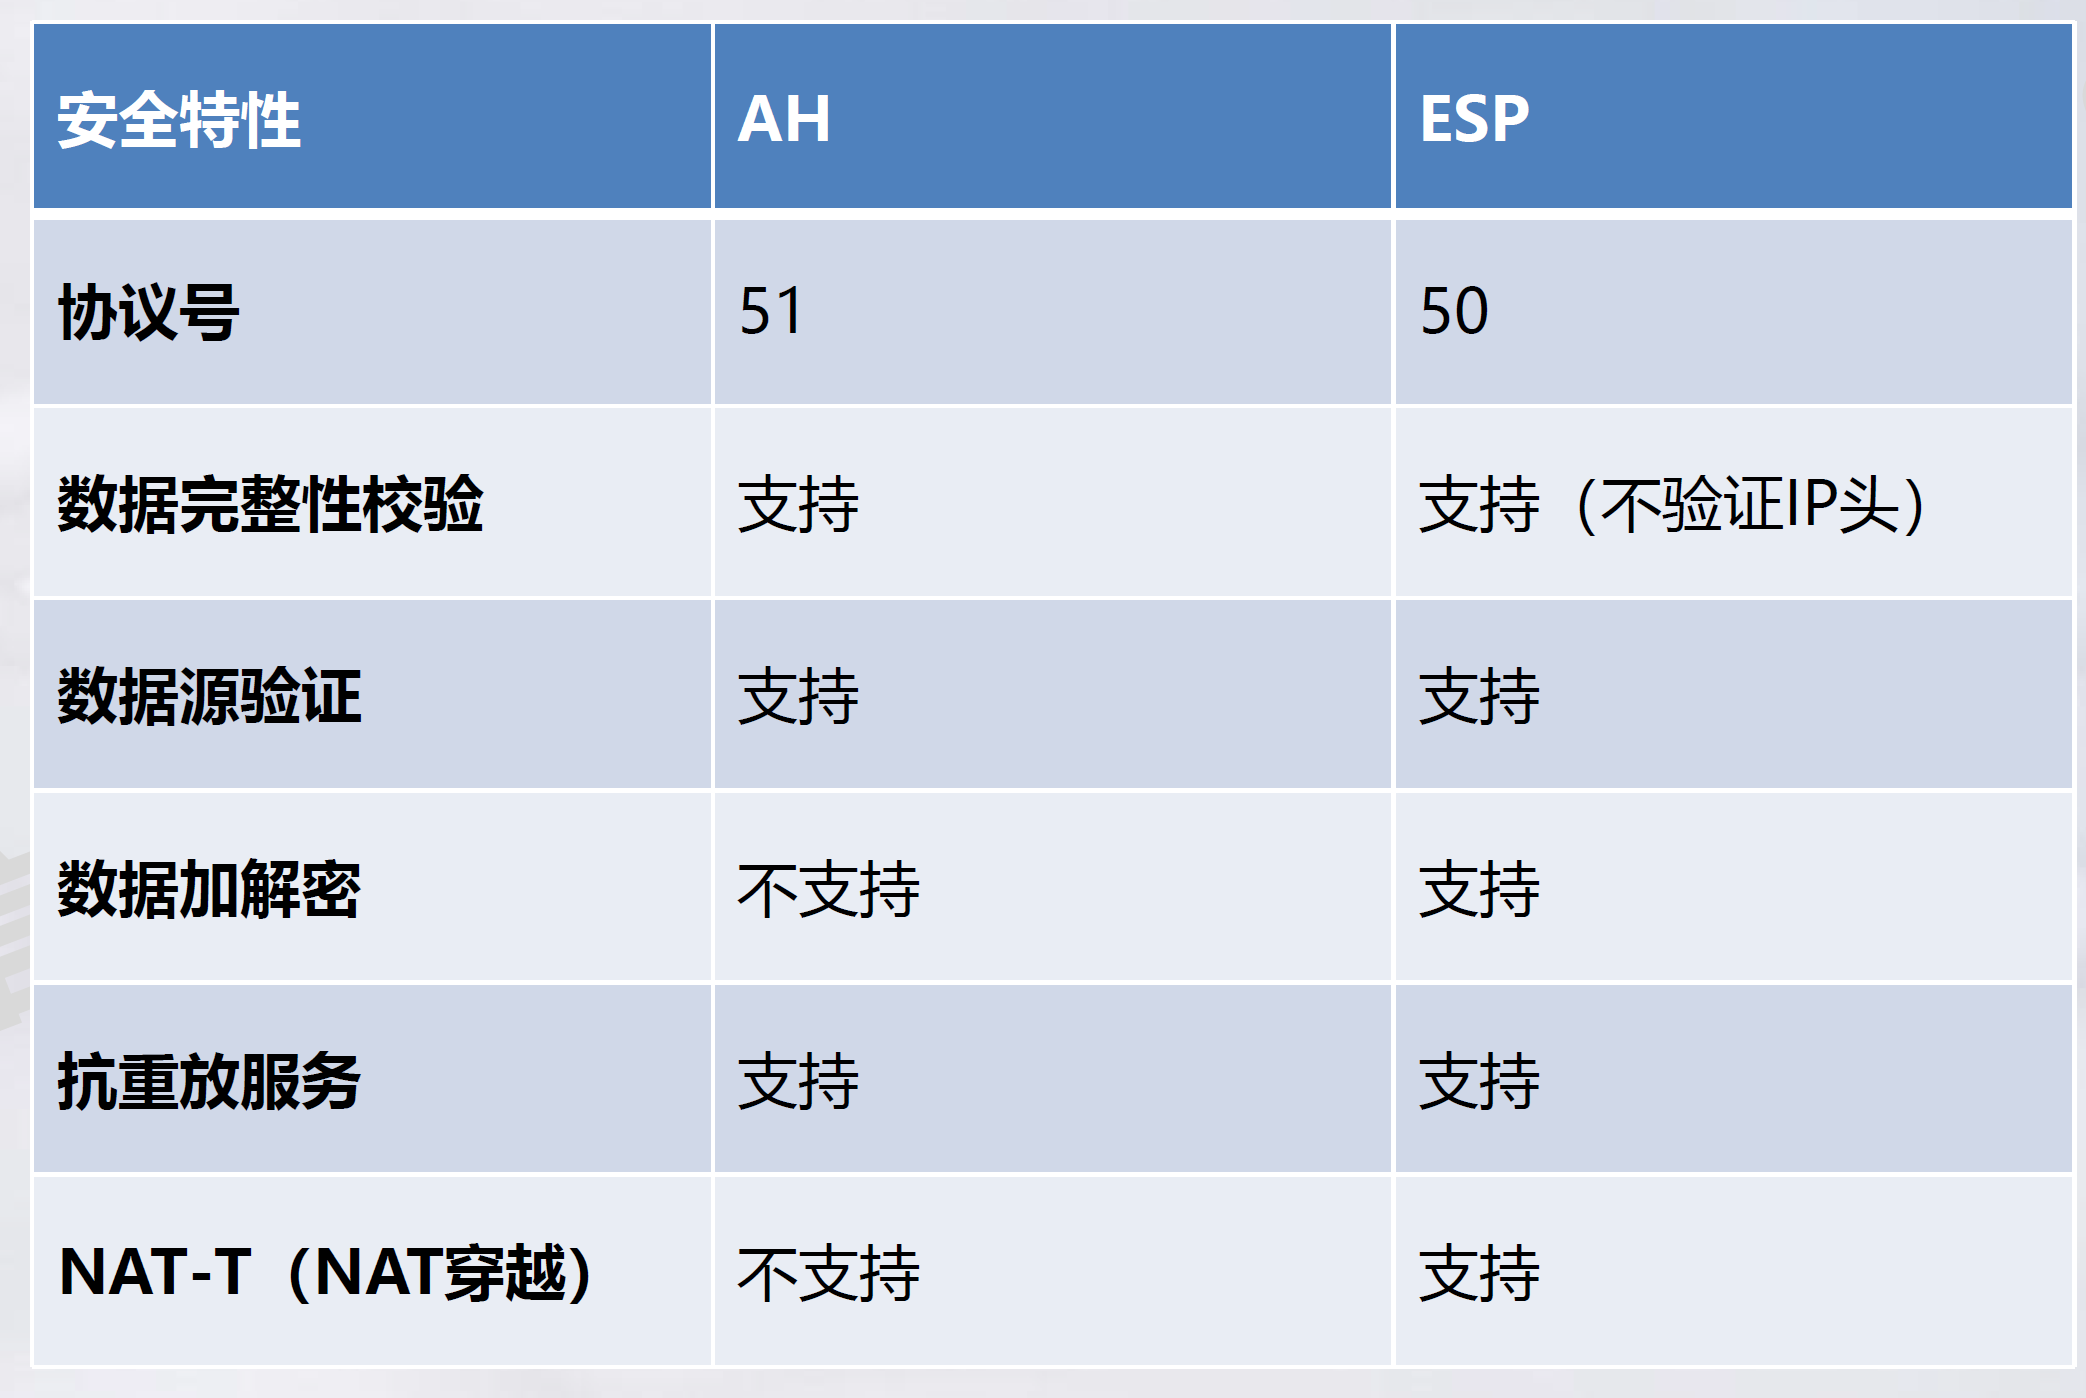 安全特性 AH ESP
协议号 51 50
数据完整性校验 支持 支持（不验证IP头）
数据源验证 支持 支持
数据加解密 不支持 支持
抗重放服务 支持 支持
NAT-T（NAT穿越） 不支持 支持